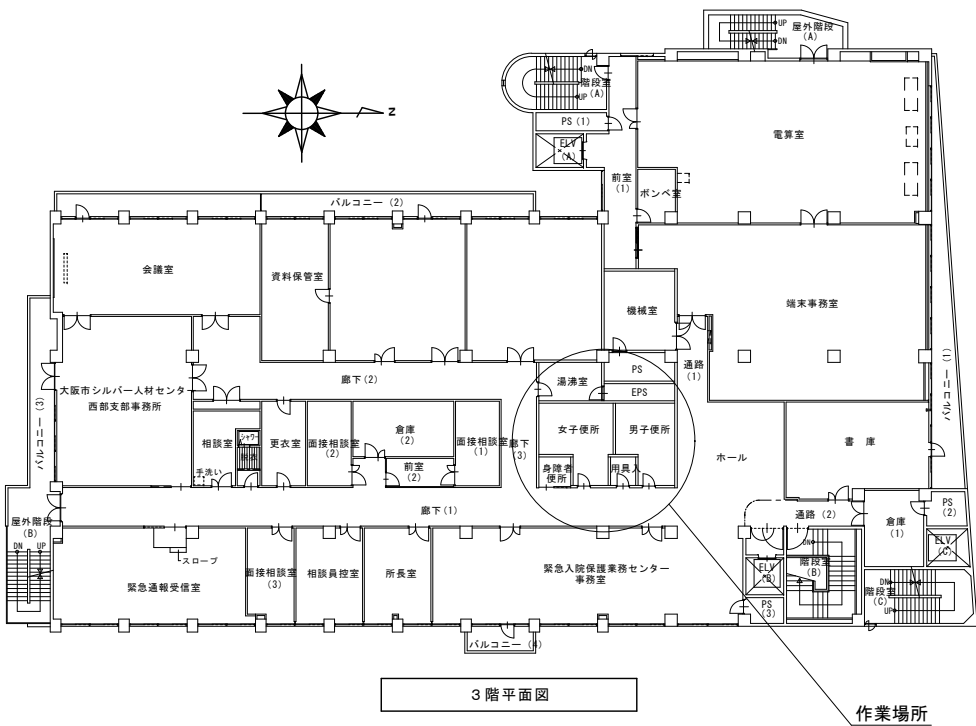 屋外階段
(A)
UP
DN
DN
階段室
(A)
UP
PS (1)
ELV
(A)
電算室
前室
(1)
ボンベ室
Z
バルコニー (2)
会議室
資料保管室
機械室
端末事務室
通路
(1)
バルコニー (1)
廊下(2)
湯沸室
PS
EPS
大阪市シルバー人材センター
西部支部事務所
バルコニー (3)
相談室
シャワー
手洗い
更衣室
面接相談室
(2)
倉庫
(2)
前室
(2)
面接相談室
(1)
廊下
(3)
女子便所
男子便所
身障者
便所
用具入
ホール
書 庫
廊下(1)
通路 (2)
倉庫
(1)
PS
(2)
ELV
(C)
屋外階段
(B)
DN
UP
スロープ
緊急通報受信室
面接相談室
(3)
相談員控室
所長室
緊急入院保護業務センター
事務室
ELV
(B)
PS
(3)
DN
階段室
(B)
階段室
(C)
DN
UP
バルコニー (4)
3階平面図
作業場所